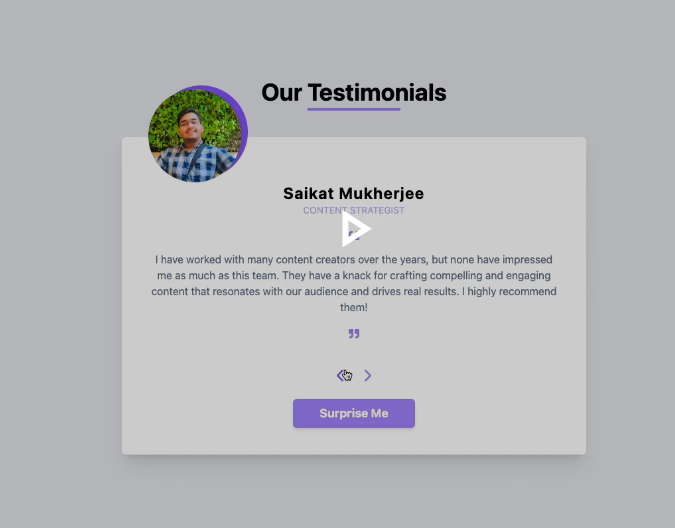 Our Testimonials
Saikat Mukherjee
CONTENT STRATEGIST
I have worked with many content creators over the years, but none have impressed
me as much as this team. They have a knack for crafting compelling and engaging
content that resonates with our audience and drives real results. I highly recommend
them!
Surprise Me